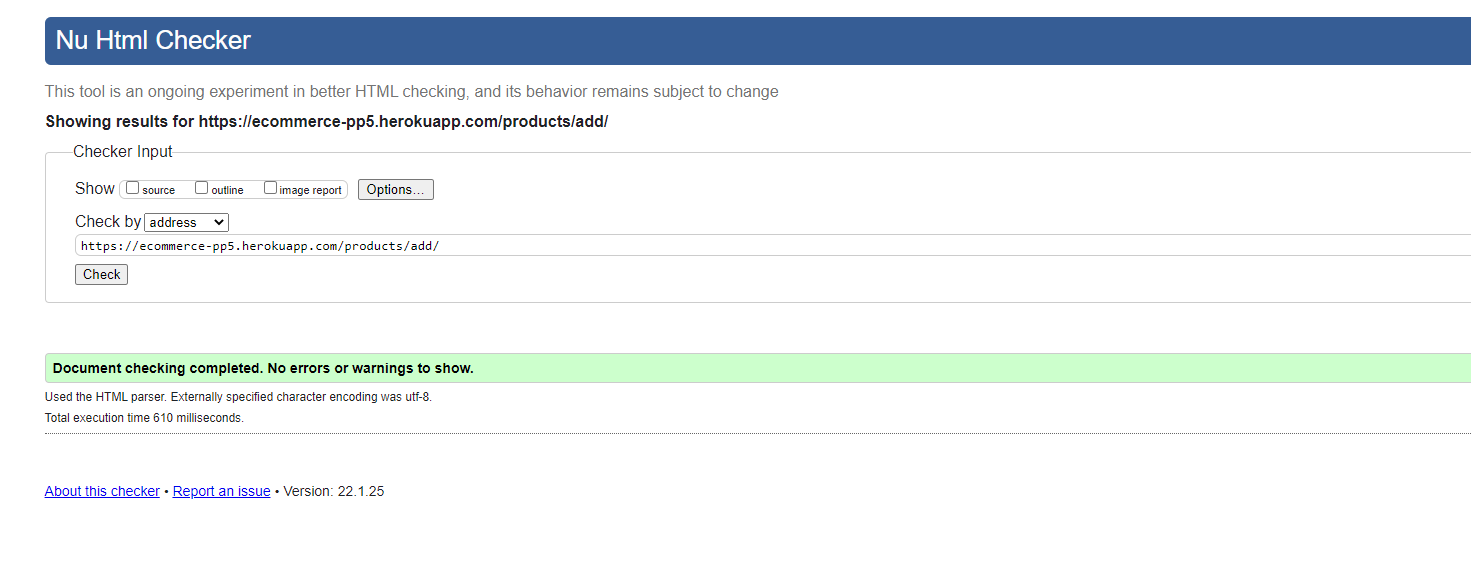 Nu Html Checker
This tool is an ongoing experiment in better HTML checking, and its behavior remains subject to change
Showing results for https://ecommerce-pp5.herokuapp.com/products/add/
Checker Input
Show source outline image report Options...
Check by address
https://ecommerce-pp5.herokuapp.com/products/add/
Check
Document checking completed. No errors or warnings to show.
Used the HTML parser. Externally specified character encoding was utf-8.
Total execution time 610 milliseconds.
About this checker • Report an issue • Version: 22.1.25